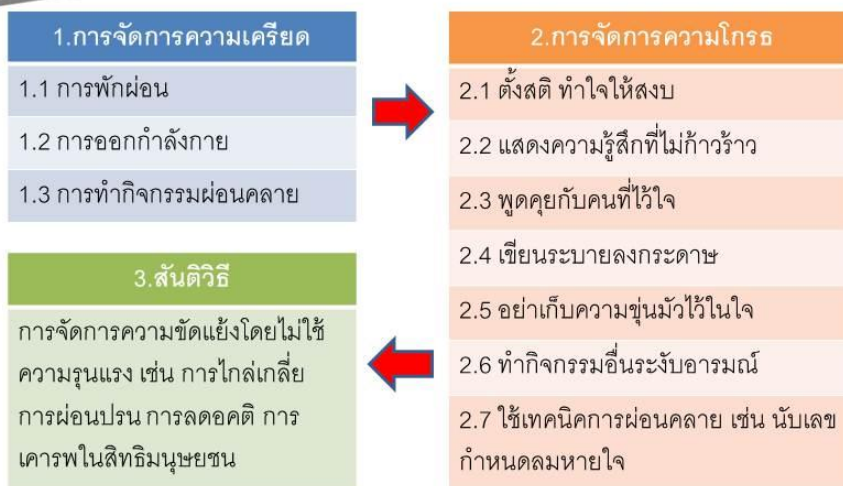 1.การจัดการความเครียด
1.1 การพักผ่อน
1.2 การออกกำลังกาย
1.3 การทำกิจกรรมผ่อนคลาย
2.การจัดการความโกรธ
2.1 ตั้งสติ ทำใจให้สงบ
2.2 แสดงความรู้สึกที่ไม่ก้าวร้าว
2.3 พูดคุยกับคนที่ไว้ใจ
2.4 เขียนระบายลงกระดาษ
2.5 อย่าเก็บความขุ่นมัวไว้ในใจ
2.6 ทำกิจกรรมอื่นระงับอารมณ์
2.7 ใช้เทคนิคการผ่อนคลาย เช่น นับเลข
กำหนดลมหายใจ
3.สันติวิธี
การจัดการความขัดแย้งโดยไม่ใช้
ความรุนแรง เช่น การไกล่เกลี่ย
การผ่อนปรน การลดอคติ การ
เคารพในสิทธิมนุษยชน